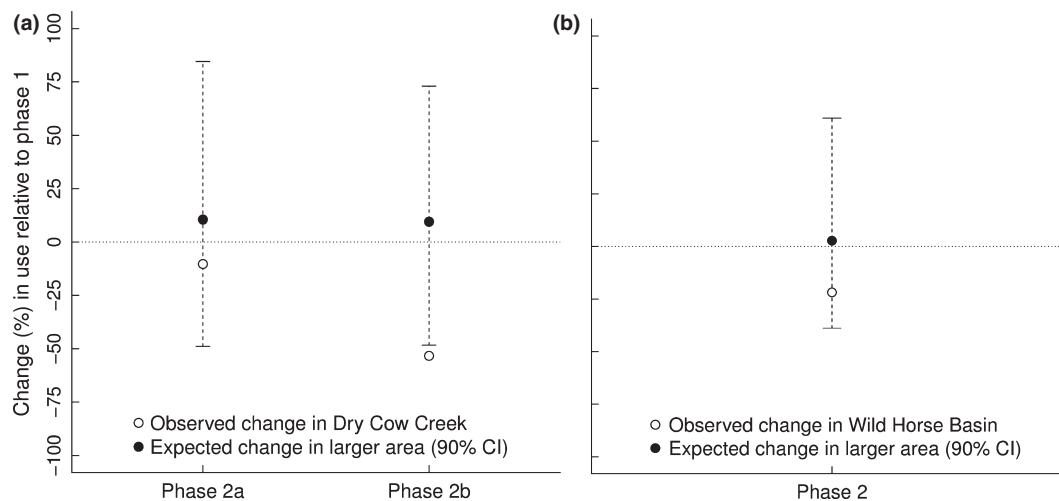 (a)
Change (%) in use relative to phase 1
100
75
50
25
0
−25
−50
−75
−100
○ Observed change in Dry Cow Creek
● Expected change in larger area (90% CI)
Phase 2a Phase 2b
(b)
○ Observed change in Wild Horse Basin
● Expected change in larger area (90% CI)
Phase 2